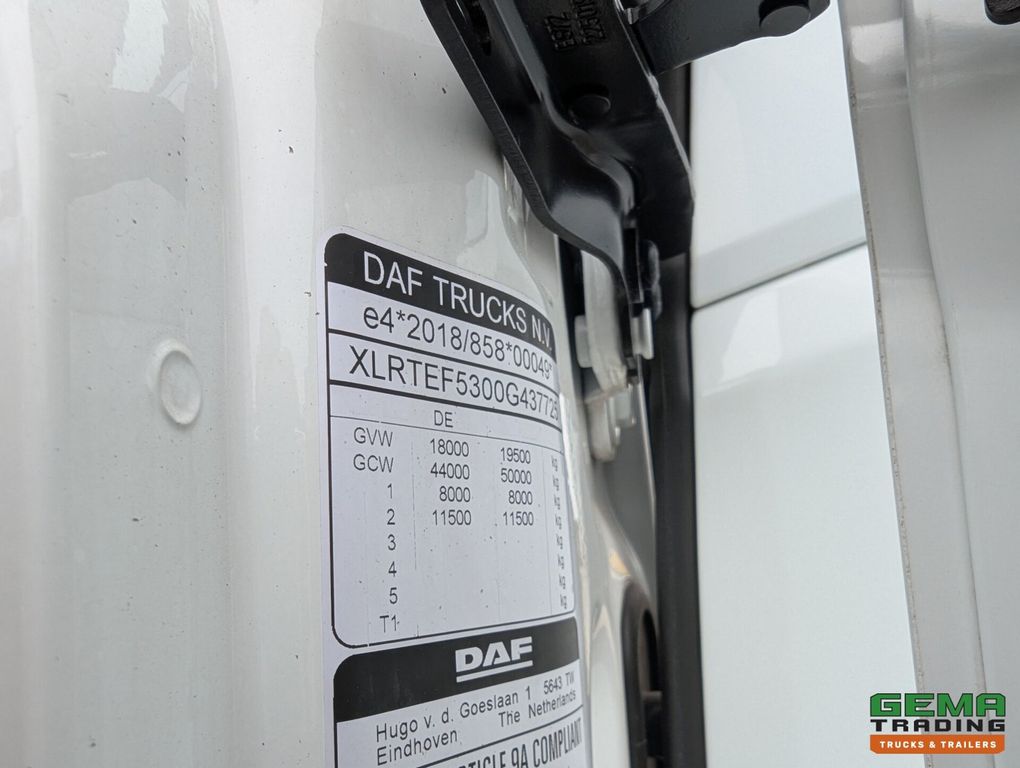 DAF TRUCKS N.V.
e4*2018/858*00049*
XLRTEF5300G437725
DE
GVW 18000 19500 kg
GCW 44000 50000 kg
1 8000 8000 kg
2 11500 11500 kg
3 kg
4 kg
5 kg
T1
DAF
Hugo v. d. Goeslaan 1 5643 TW
Eindhoven The Netherlands
9A COMPLIANT
GEMA
TRADING
TRUCKS & TRAILERS